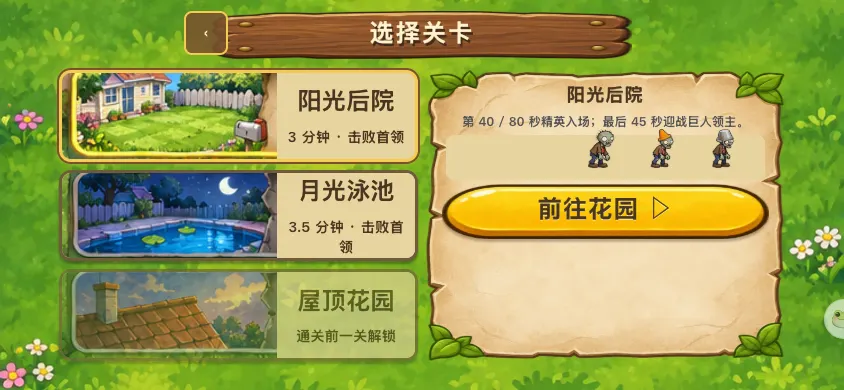 选择关卡
阳光后院
3 分钟 · 击败首领
月光泳池
3.5 分钟 · 击败首
领
屋顶花园
通关前一关解锁
阳光后院
第 40 / 80 秒精英入场；最后 45 秒迎战巨人领主。
前往花园